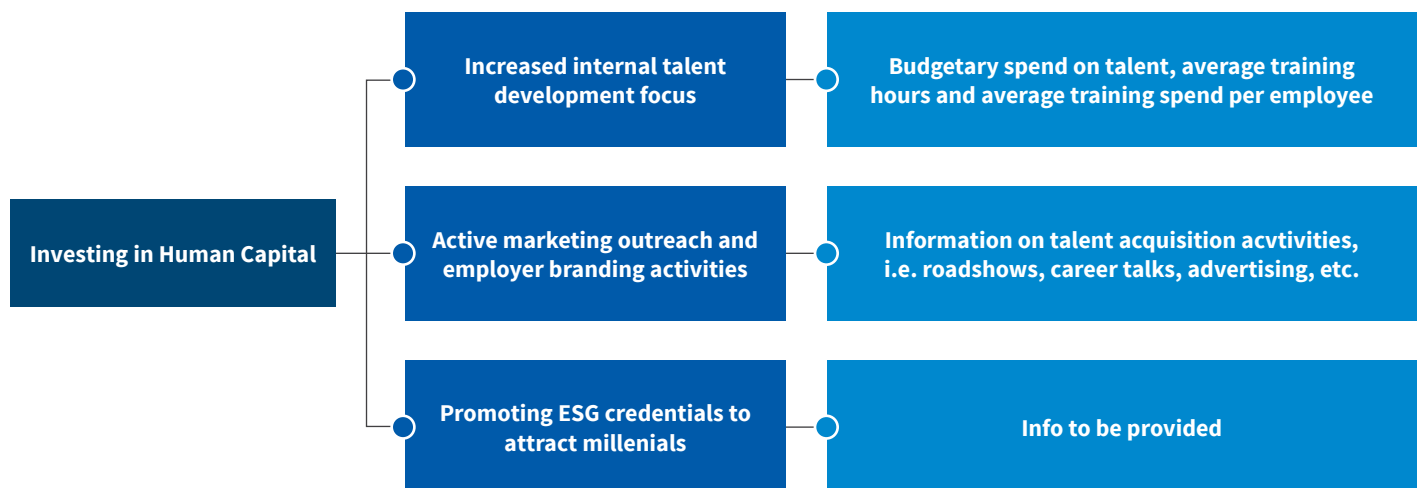 Increased internal talent
development focus
Budgetary spend on talent, average training
hours and average training spend per employee
Investing in Human Capital
Active marketing outreach and
employer branding activities
Information on talent acquisition acvtivities,
i.e. roadshows, career talks, advertising, etc.
Promoting ESG credentials to
attract millenials
Info to be provided